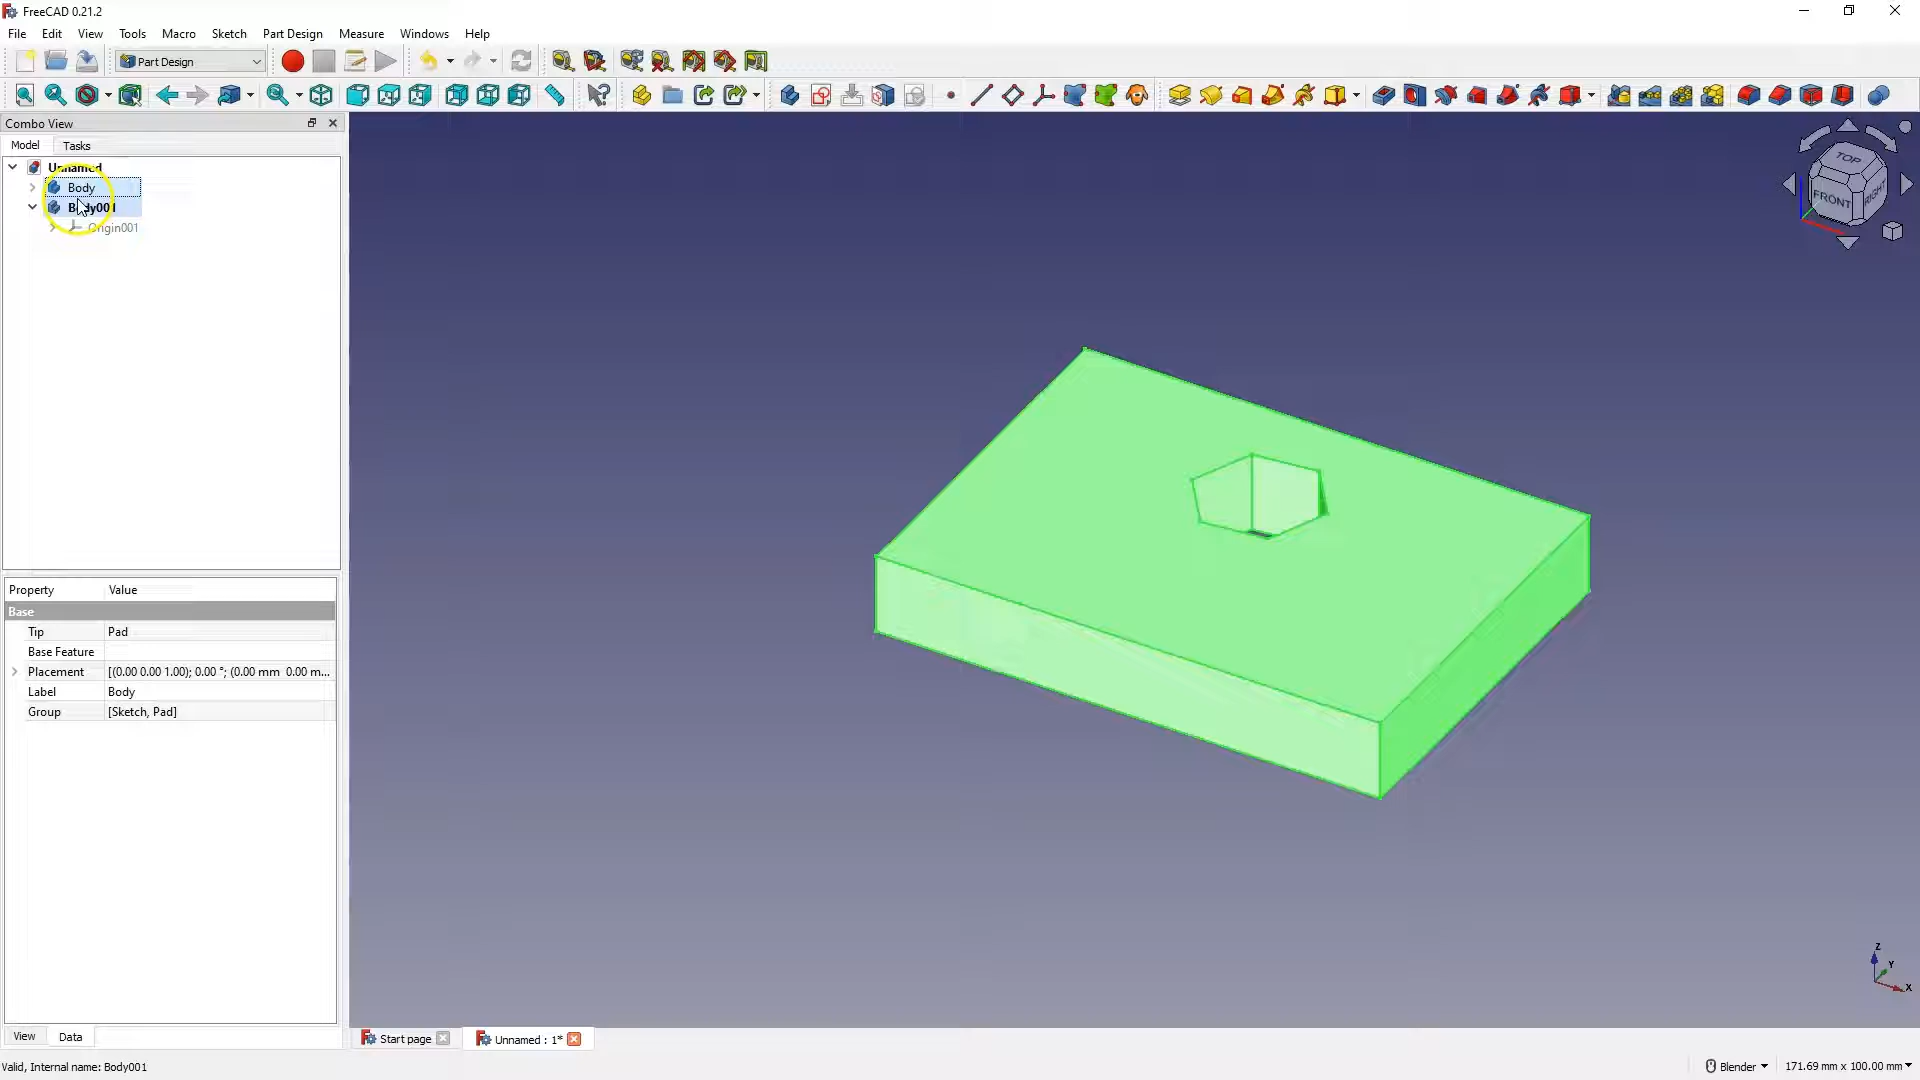 FreeCAD 0.21.2
File Edit View Tools Macro Sketch Part Design Measure Windows Help
Part Design
Combo View
Model Tasks
Unnamed
Body
Body001
Origin001
TOP
FRONT
RIGHT
Property Value
Base
Tip Pad
Base Feature
Placement [(0.00 0.00 1.00); 0.00 °; (0.00 mm 0.00 m...
Label Body
Group [Sketch, Pad]
Z
Y
X
View Data
Start page
Unnamed : 1*
Valid, Internal name: Body001
Blender
171.69 mm x 100.00 mm